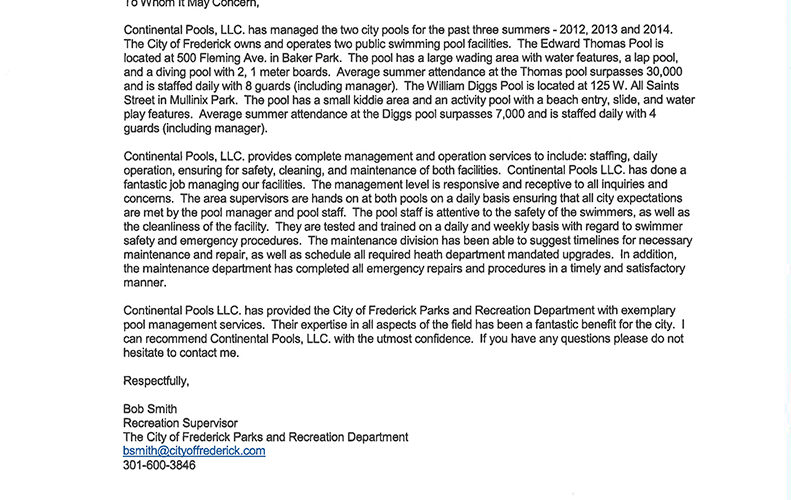 To Whom It May Concern,
Continental Pools, LLC. has managed the two city pools for the past three summers - 2012, 2013 and 2014.
The City of Frederick owns and operates two public swimming pool facilities. The Edward Thomas Pool is
located at 500 Fleming Ave. in Baker Park. The pool has a large wading area with water features, a lap pool,
and a diving pool with 2, 1 meter boards. Average summer attendance at the Thomas pool surpasses 30,000
and is staffed daily with 8 guards (including manager). The William Diggs Pool is located at 125 W. All Saints
Street in Mullinix Park. The pool has a small kiddie area and an activity pool with a beach entry, slide, and water
play features. Average summer attendance at the Diggs pool surpasses 7,000 and is staffed daily with 4
guards (including manager).
Continental Pools, LLC. provides complete management and operation services to include: staffing, daily
operation, ensuring for safety, cleaning, and maintenance of both facilities. Continental Pools LLC. has done a
fantastic job managing our facilities. The management level is responsive and receptive to all inquiries and
concerns. The area supervisors are hands on at both pools on a daily basis ensuring that all city expectations
are met by the pool manager and pool staff. The pool staff is attentive to the safety of the swimmers, as well as
the cleanliness of the facility. They are tested and trained on a daily and weekly basis with regard to swimmer
safety and emergency procedures. The maintenance division has been able to suggest timelines for necessary
maintenance and repair, as well as schedule all required heath department mandated upgrades. In addition,
the maintenance department has completed all emergency repairs and procedures in a timely and satisfactory
manner.
Continental Pools LLC. has provided the City of Frederick Parks and Recreation Department with exemplary
pool management services. Their expertise in all aspects of the field has been a fantastic benefit for the city. I
can recommend Continental Pools, LLC. with the utmost confidence. If you have any questions please do not
hesitate to contact me.
Respectfully,
Bob Smith
Recreation Supervisor
The City of Frederick Parks and Recreation Department
bsmith@cityoffrederick.com
301-600-3846